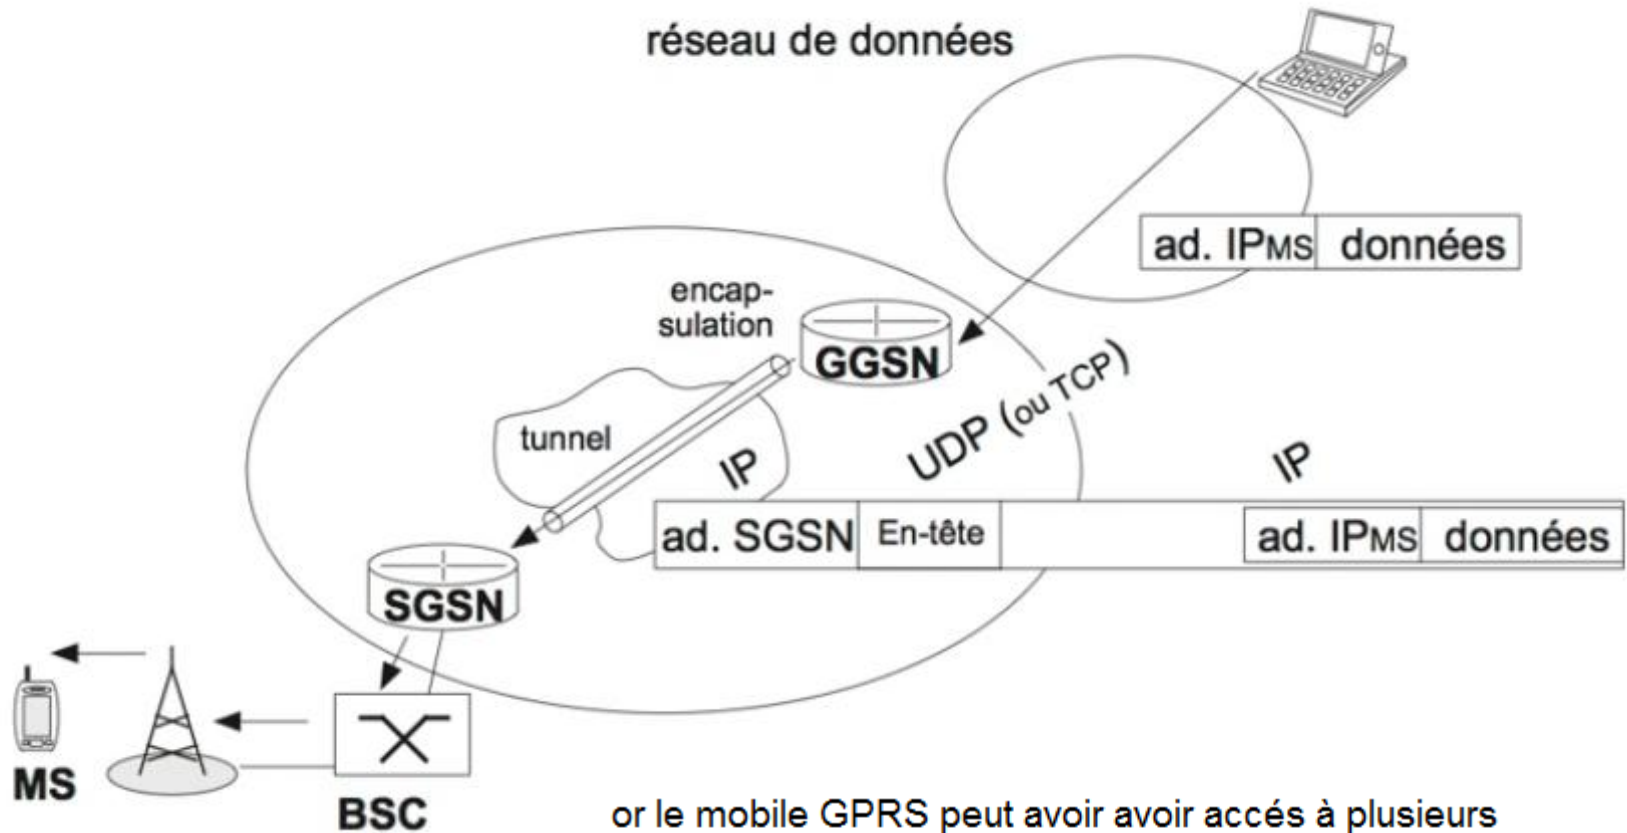 réseau de données
ad. IPMS données
encap-
sulation
GGSN
UDP (ou TCP)
tunnel
IP
IP
ad. SGSN En-tête ad. IPMS données
SGSN
MS
BSC
or le mobile GPRS peut avoir avoir accés à plusieurs